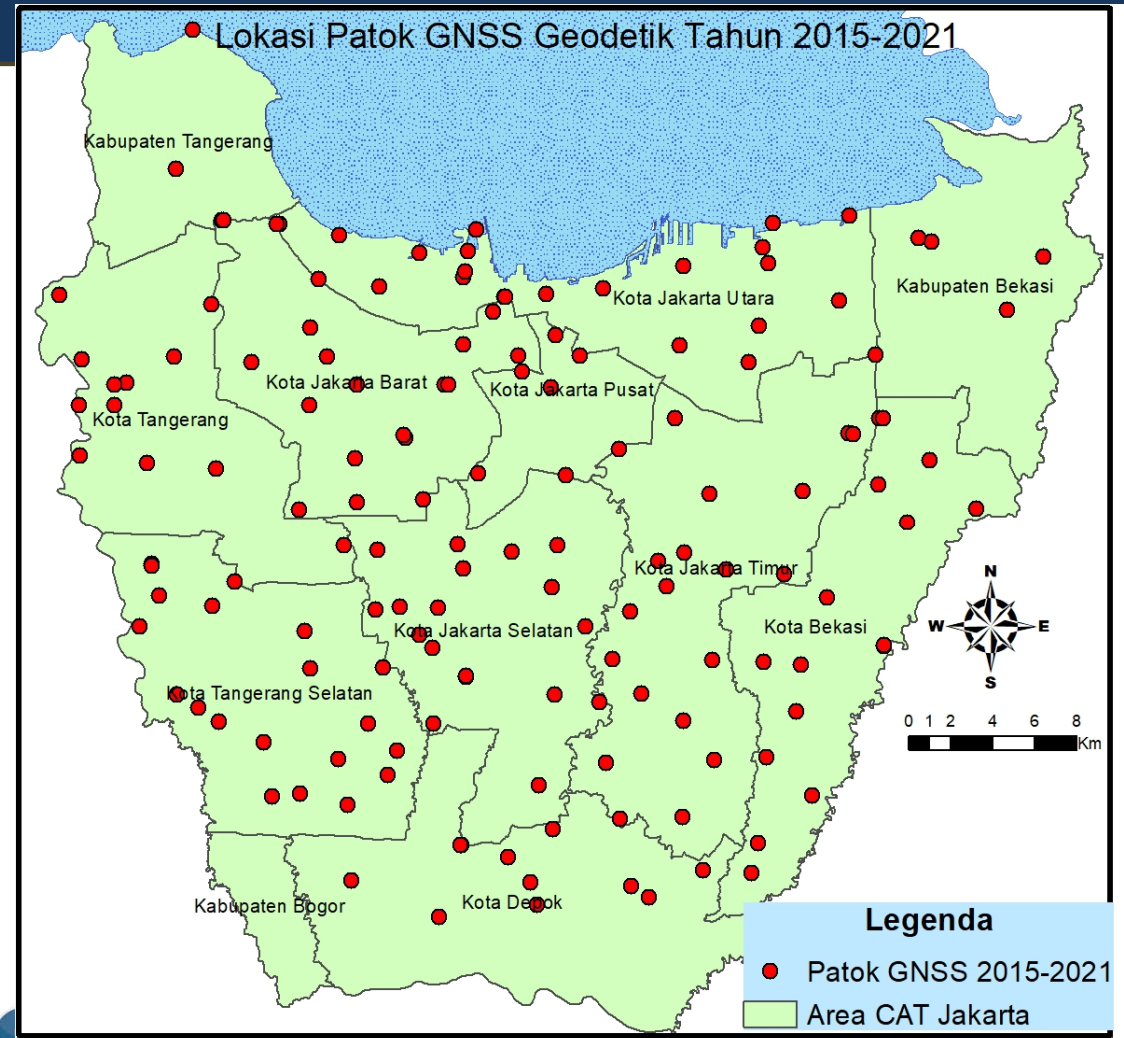 Lokasi Patok GNSS Geodetik Tahun 2015-2021
Kabupaten Tangerang
Kota Jakarta Utara
Kabupaten Bekasi
Kota Jakarta Barat
Kota Jakarta Pusat
Kota Tangerang
Kota Jakarta Timur
Kota Jakarta Selatan
Kota Bekasi
Kota Tangerang Selatan
Kabupaten Bogor
Kota Depok
N
W E
S
0 1 2 4 6 8
Km
Legenda
Patok GNSS 2015-2021
Area CAT Jakarta